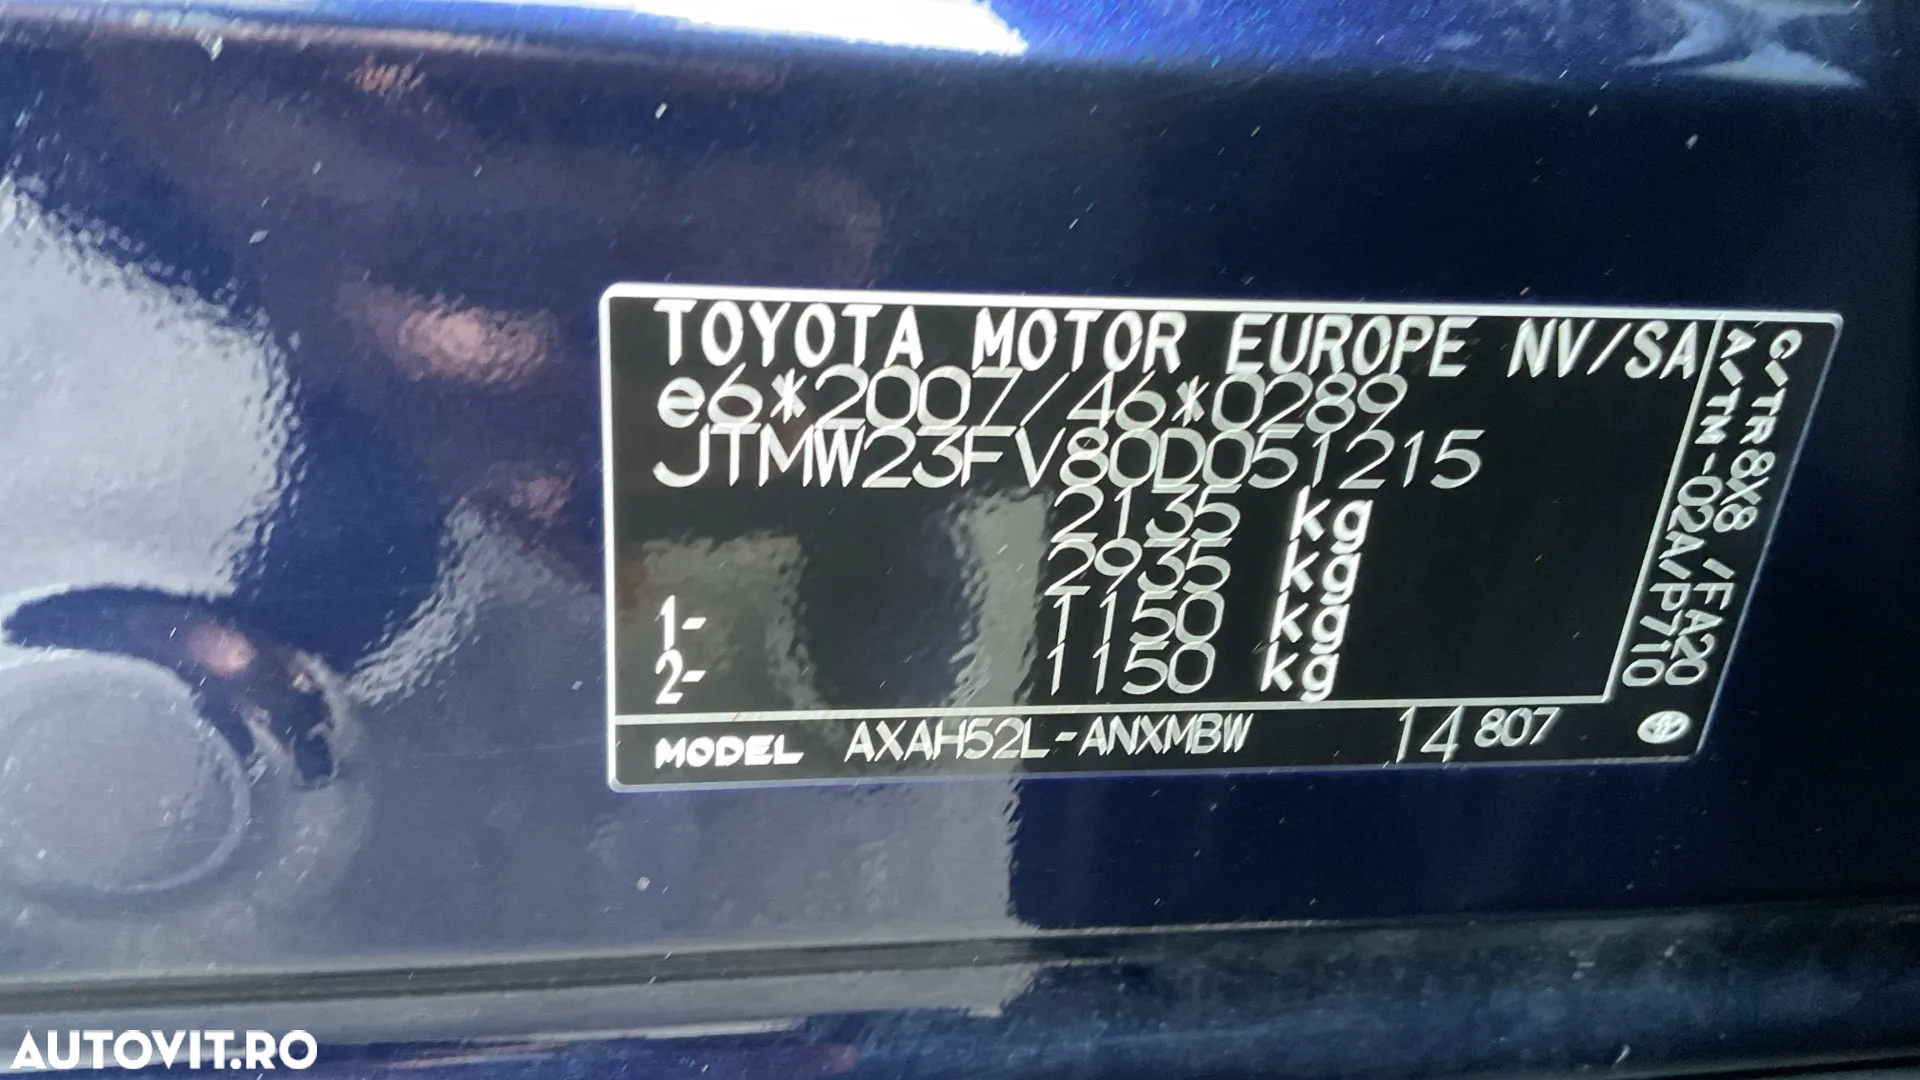 TOYOTA MOTOR EUROPE NV/SA
e6*2007/46*0289
JTMW23FV80D051215
2135 kg
2935 kg
1- 1150 kg
2- 1150 kg
C/TR 8X8 /FA20
A/TM -02A/P710
MODEL AXAH52L-ANXMBW 14 807
AUTOVIT.RO